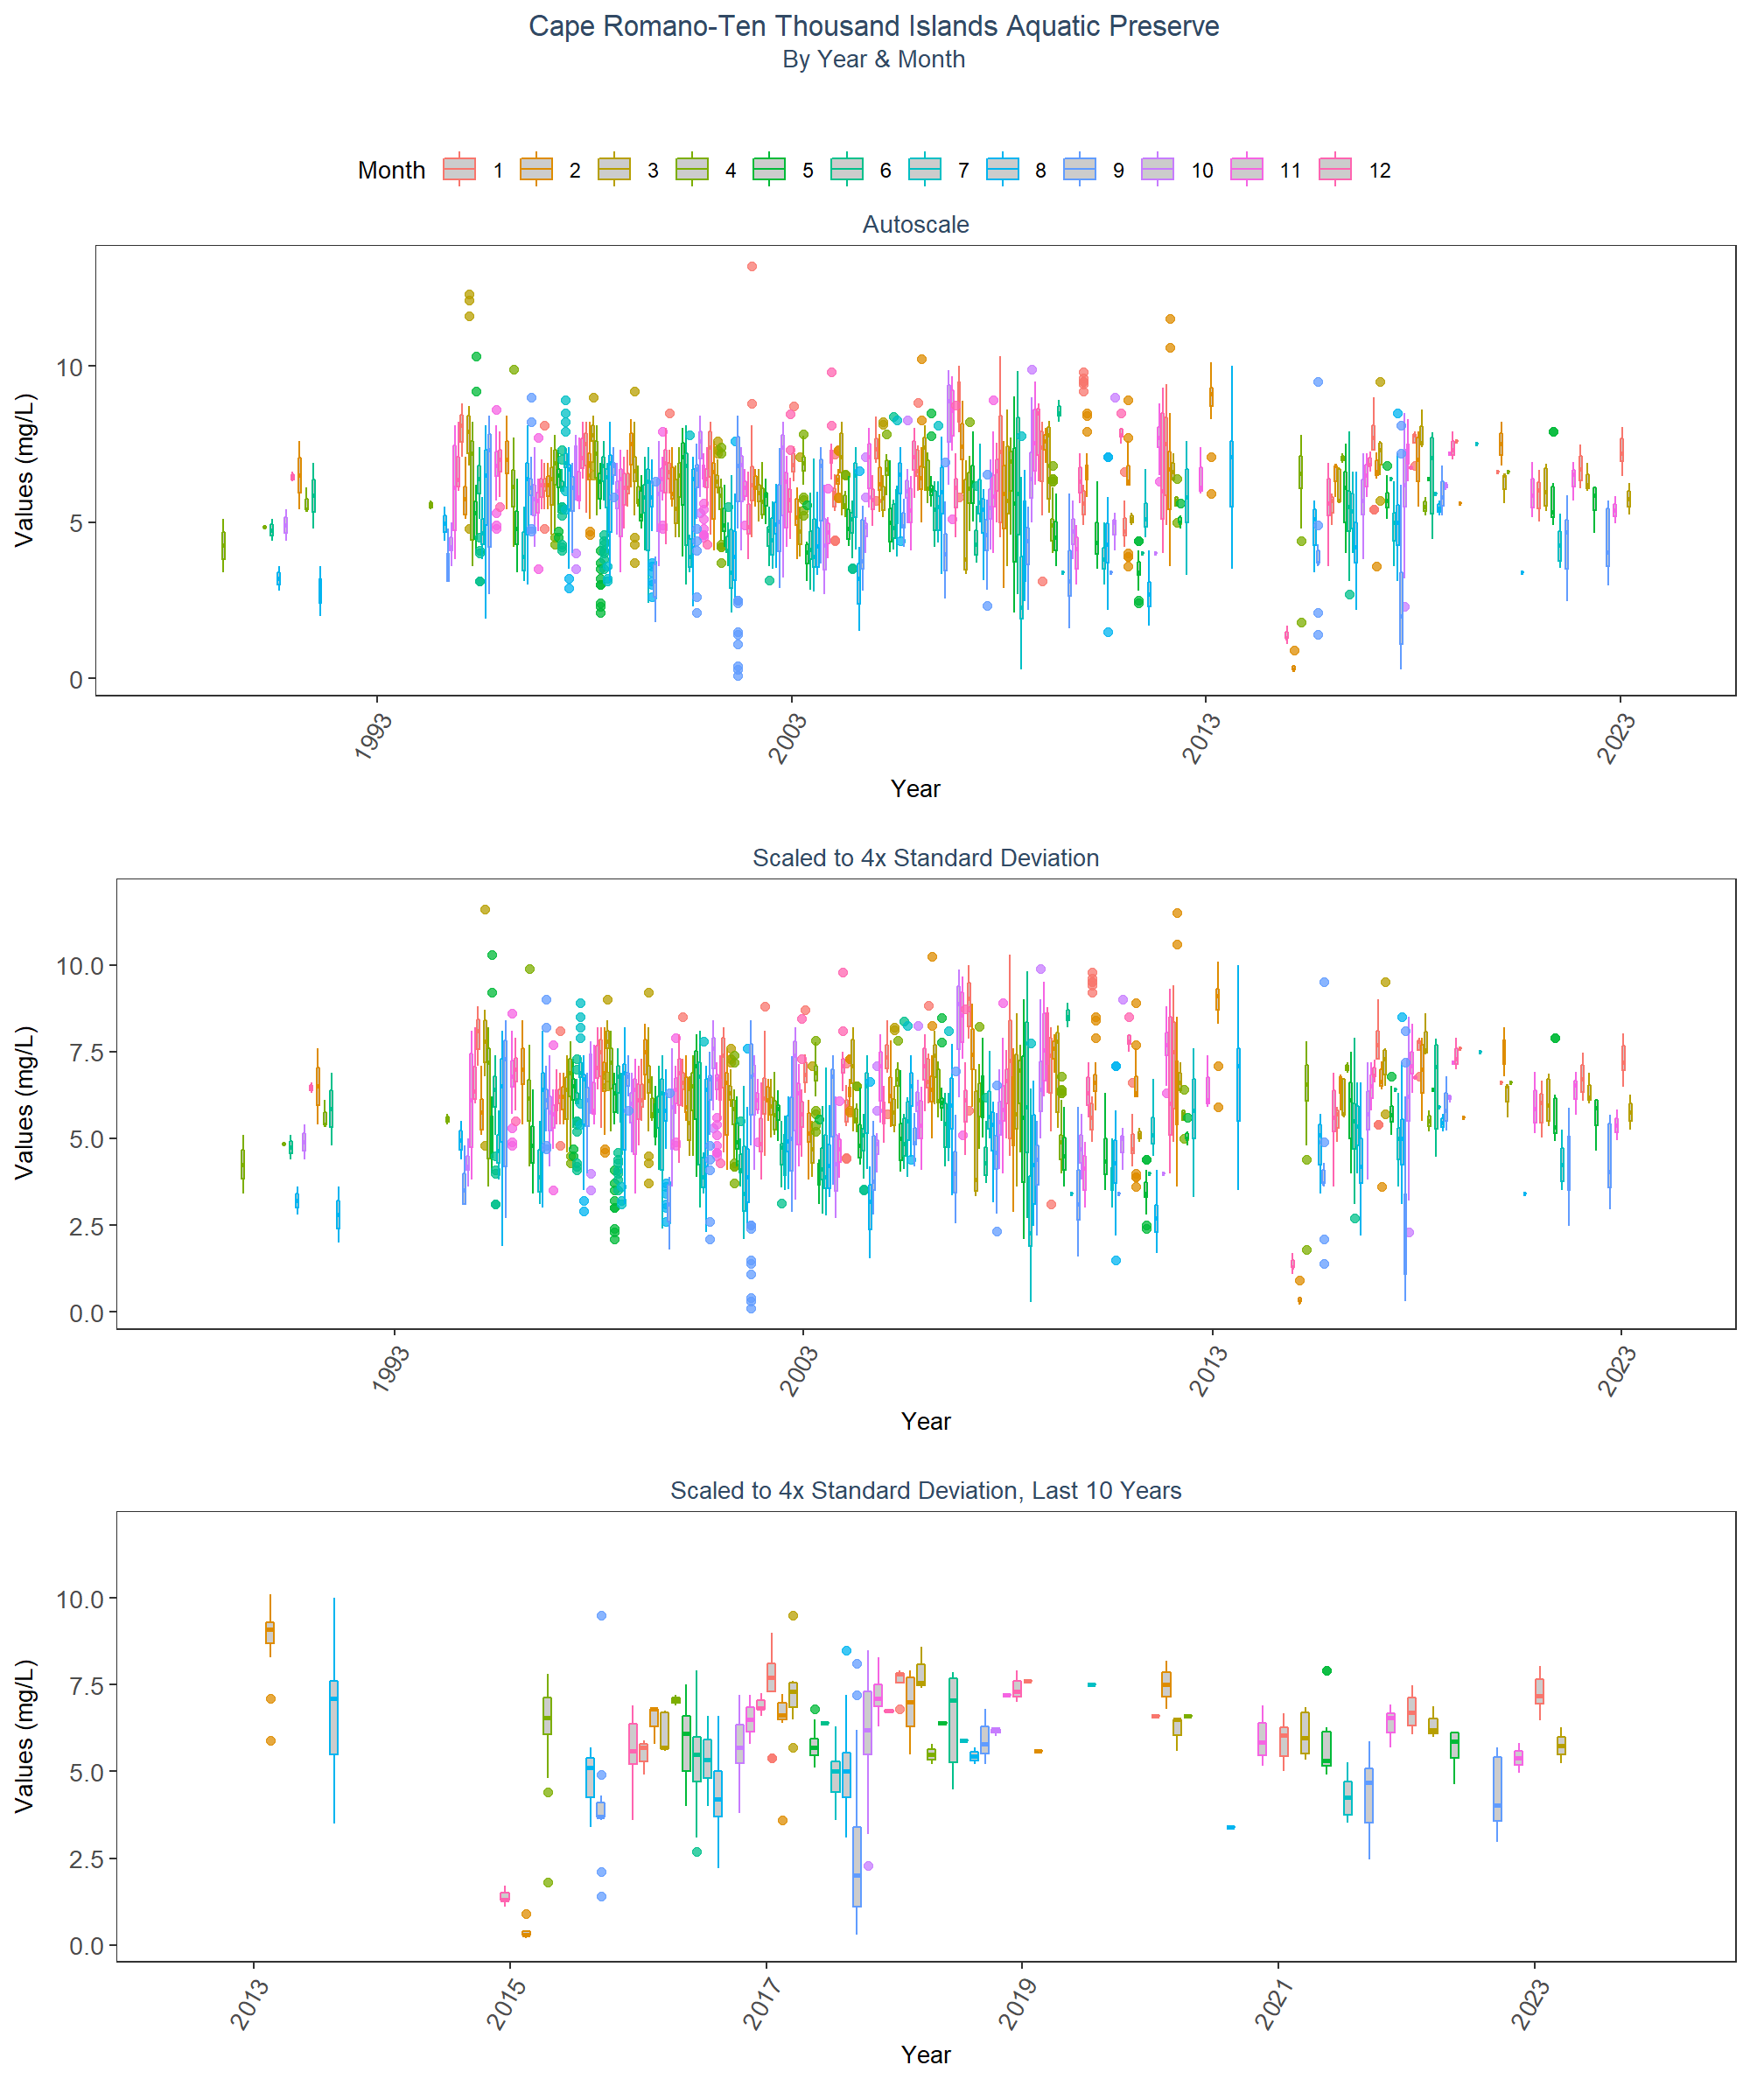 Cape Romano-Ten Thousand Islands Aquatic Preserve
By Year & Month
Month 1 2 3 4 5 6 7 8 9 10 11 12
Autoscale
Values (mg/L)
10
5
0
1993 2003 2013 2023
Year
Scaled to 4x Standard Deviation
Values (mg/L)
10.0
7.5
5.0
2.5
0.0
1993 2003 2013 2023
Year
Scaled to 4x Standard Deviation, Last 10 Years
Values (mg/L)
10.0
7.5
5.0
2.5
0.0
2013 2015 2017 2019 2021 2023
Year